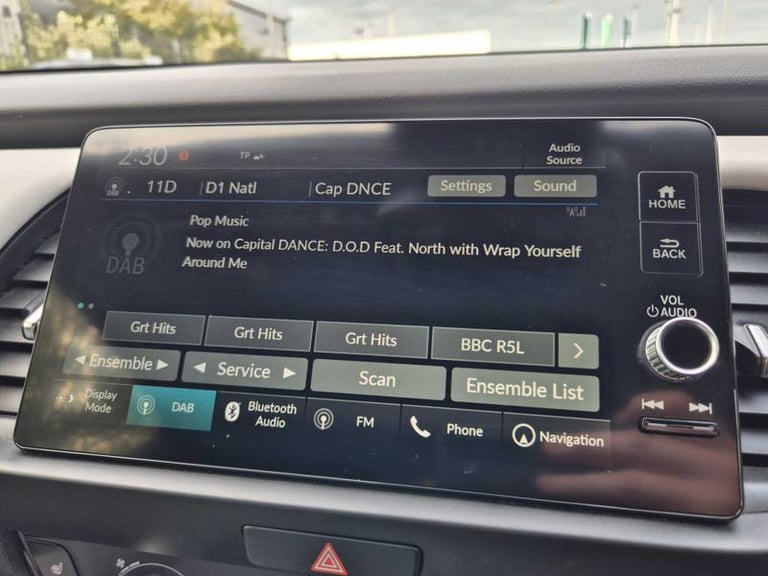 2:30 TP
Audio
Source
11D D1 Natl Cap DNCE Settings Sound
Pop Music
Now on Capital DANCE: D.O.D Feat. North with Wrap Yourself
Around Me
DAB
HOME
BACK
VOL
AUDIO
Grt Hits Grt Hits Grt Hits BBC R5L
Ensemble Service Scan Ensemble List
Display
Mode
DAB
Bluetooth
Audio
FM
Phone
Navigation